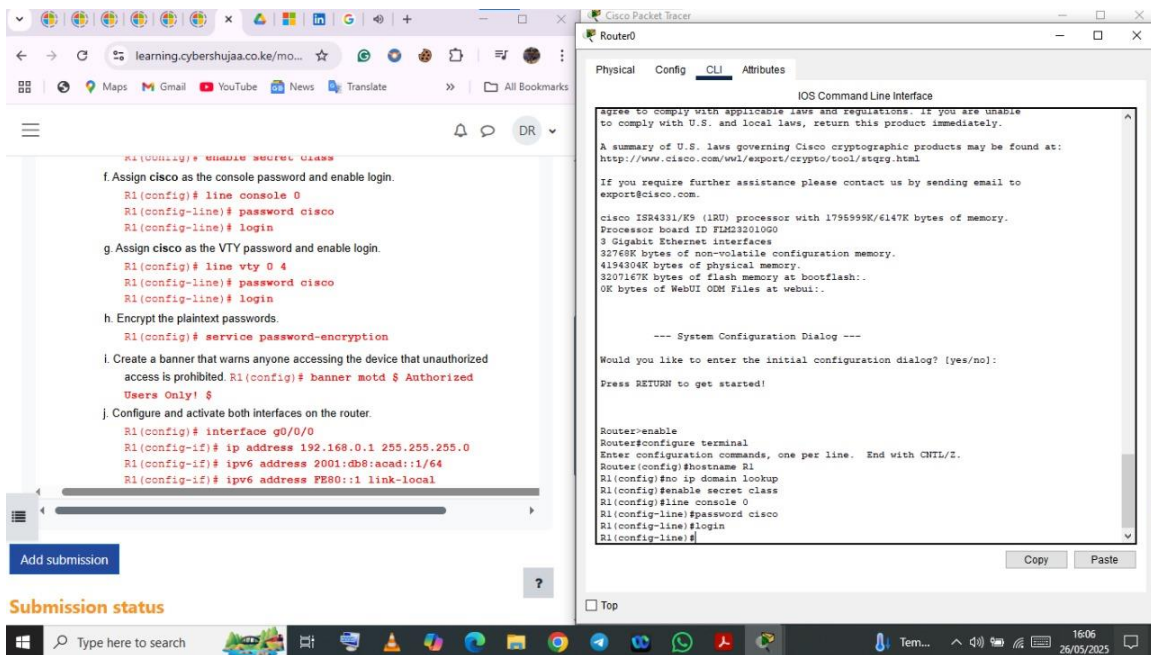 learning.cybershujaa.co.ke/mo...
Maps
Gmail
YouTube
News
Translate
All Bookmarks
DR
R1(config)# enable secret class
f. Assign cisco as the console password and enable login.
R1(config)# line console 0
R1(config-line)# password cisco
R1(config-line)# login
g. Assign cisco as the VTY password and enable login.
R1(config)# line vty 0 4
R1(config-line)# password cisco
R1(config-line)# login
h. Encrypt the plaintext passwords.
R1(config)# service password-encryption
i. Create a banner that warns anyone accessing the device that unauthorized
access is prohibited. R1(config)# banner motd $ Authorized
Users Only! $
j. Configure and activate both interfaces on the router.
R1(config)# interface g0/0/0
R1(config-if)# ip address 192.168.0.1 255.255.255.0
R1(config-if)# ipv6 address 2001:db8:acad::1/64
R1(config-if)# ipv6 address FE80::1 link-local
Add submission
?
Submission status
Cisco Packet Tracer
Router0
Physical Config CLI Attributes
IOS Command Line Interface
agree to comply with applicable laws and regulations. If you are unable
to comply with U.S. and local laws, return this product immediately.
A summary of U.S. laws governing Cisco cryptographic products may be found at:
http://www.cisco.com/wwl/export/crypto/tool/stqrg.html
If you require further assistance please contact us by sending email to
export@cisco.com.
cisco ISR4331/K9 (1RU) processor with 1795999K/6147K bytes of memory.
Processor board ID FLM232010G0
3 Gigabit Ethernet interfaces
32768K bytes of non-volatile configuration memory.
4194304K bytes of physical memory.
3207167K bytes of flash memory at bootflash:.
0K bytes of WebUI ODM Files at webui:.
--- System Configuration Dialog ---
Would you like to enter the initial configuration dialog? [yes/no]:
Press RETURN to get started!
Router>enable
Router#configure terminal
Enter configuration commands, one per line. End with CNTL/Z.
Router(config)#hostname R1
R1(config)#no ip domain lookup
R1(config)#enable secret class
R1(config)#line console 0
R1(config-line)#password cisco
R1(config-line)#login
R1(config-line)#
Copy
Paste
Top
Type here to search
Tem...
16:06
26/05/2025